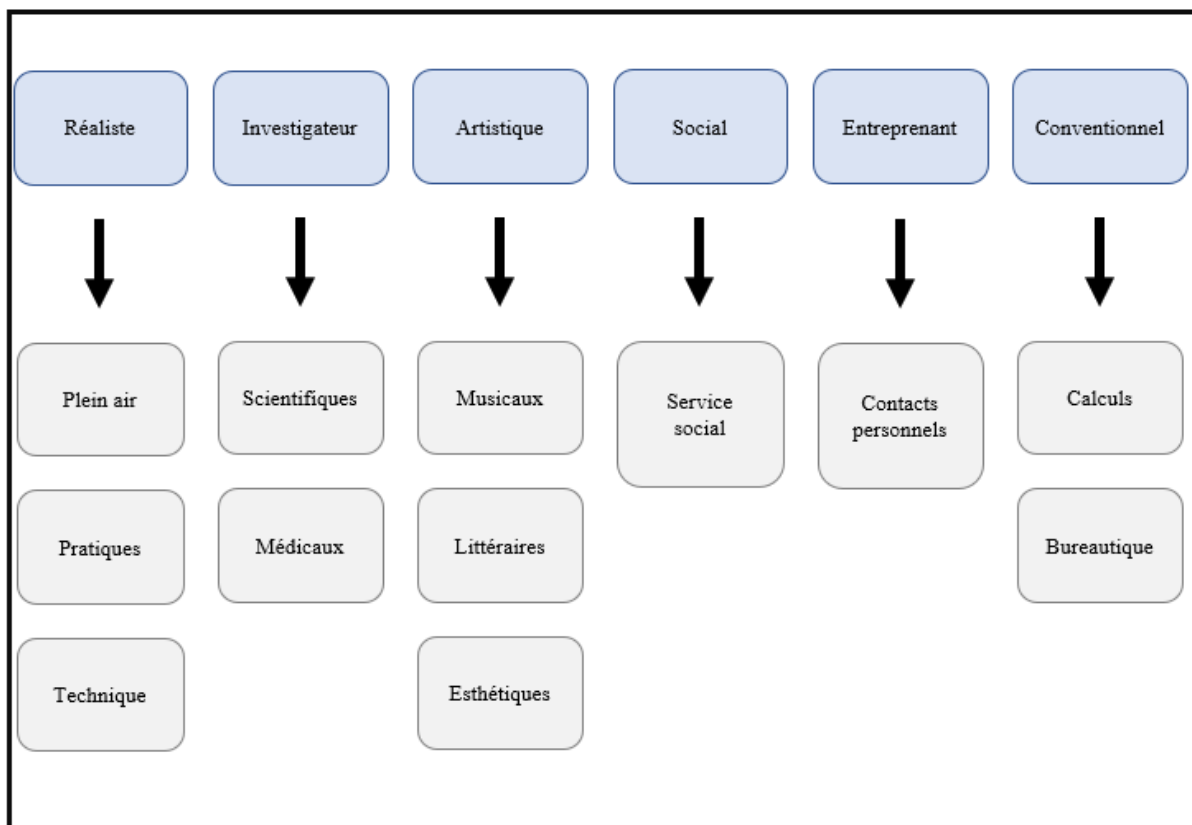 Réaliste
Investigateur
Artistique
Social
Entreprenant
Conventionnel
Plein air
Scientifiques
Musicaux
Service
social
Contacts
personnels
Calculs
Pratiques
Médicaux
Littéraires
Bureautique
Technique
Esthétiques